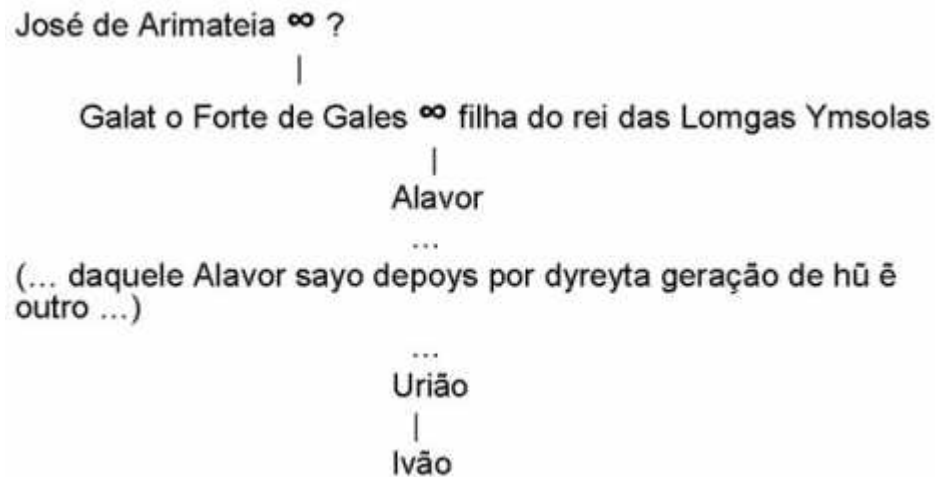 José de Arimateia ∞ ?
|
Galat o Forte de Gales ∞ filha do rei das Lomgas Ymsolas
|
Alavor
...
(... daquele Alavor sayo depoys por dyreyta geração de hũ ẽ
outro ...)
...
Urião
|
Ivão